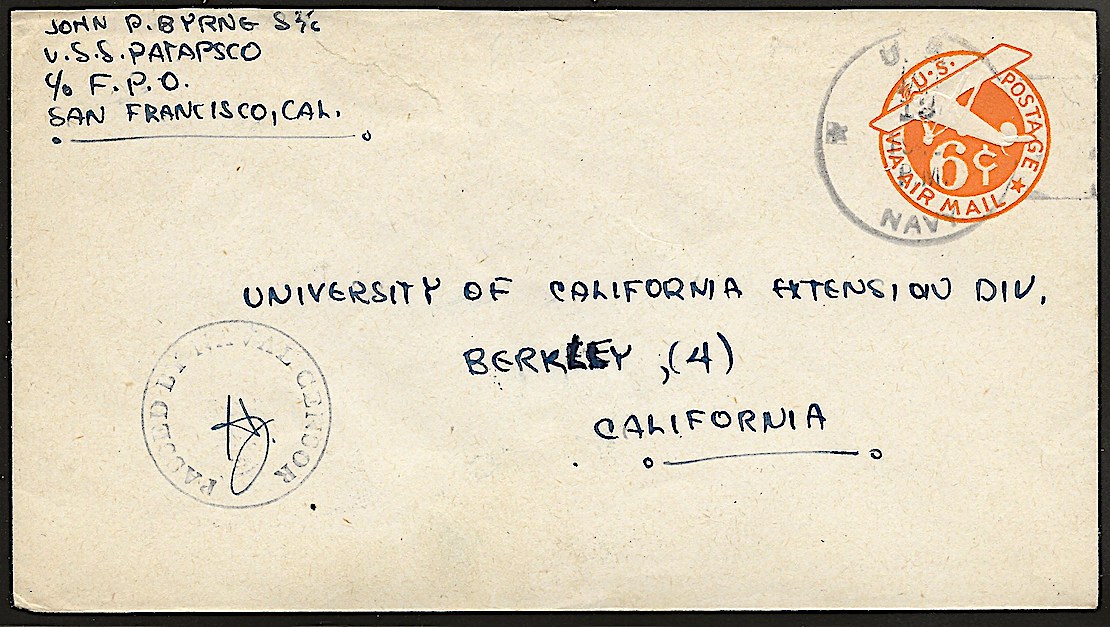 JOHN P. BYRNE S 1/C
U.S.S. PATAPSCO
C/O F.P.O.
SAN FRANCISCO, CAL.
U.S. POSTAGE
6¢
VIA AIR MAIL
U.S.
NAVY
UNIVERSITY OF CALIFORNIA EXTENSION DIV.
BERKLEY, (4)
CALIFORNIA
PASSED BY NAVAL CENSOR